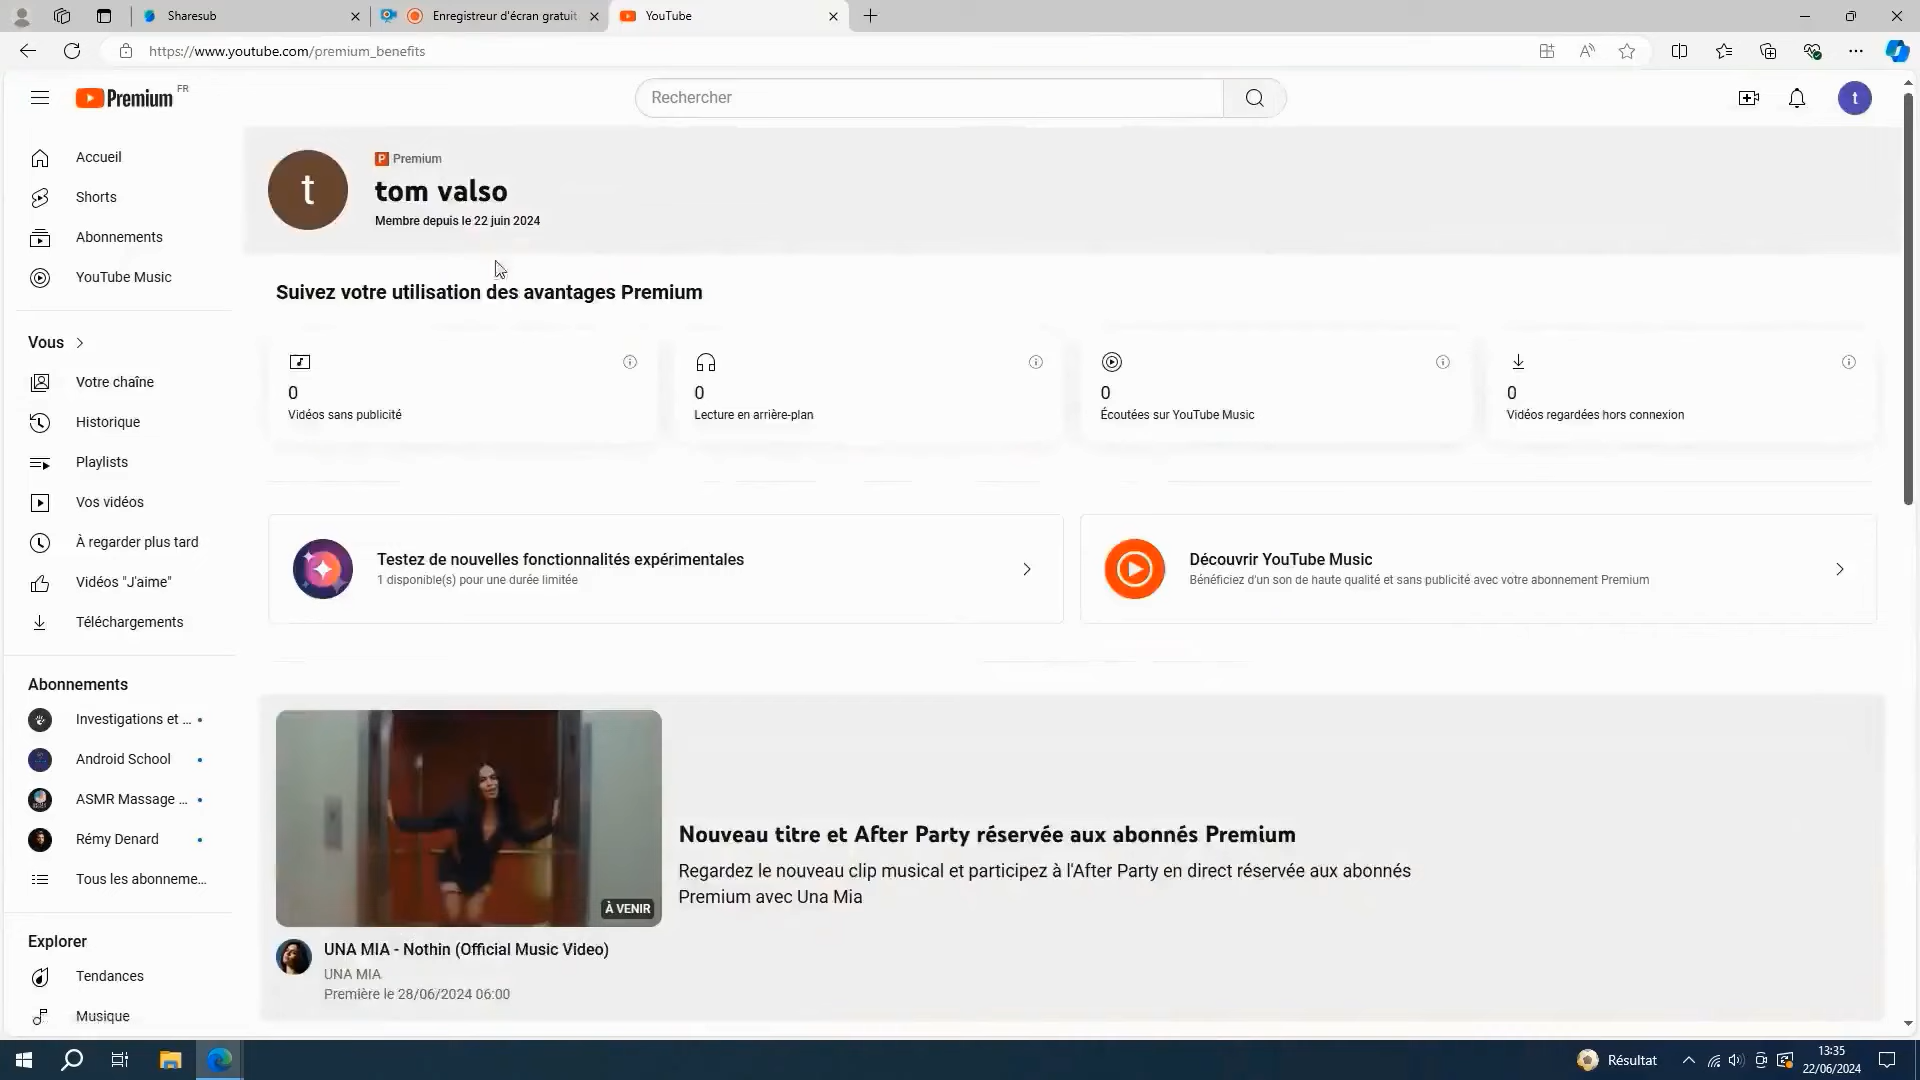 Sharesub
Enregistreur d'écran gratuit
YouTube
https://www.youtube.com/premium_benefits
Premium FR
Rechercher
t
Accueil
Shorts
Abonnements
YouTube Music
Vous
Votre chaîne
Historique
Playlists
Vos vidéos
À regarder plus tard
Vidéos "J'aime"
Téléchargements
Abonnements
Investigations et ...
Android School
ASMR Massage ...
Rémy Denard
Tous les abonneme...
Explorer
Tendances
Musique
t
P Premium
tom valso
Membre depuis le 22 juin 2024
Suivez votre utilisation des avantages Premium
0
Vidéos sans publicité
0
Lecture en arrière-plan
0
Écoutées sur YouTube Music
0
Vidéos regardées hors connexion
Testez de nouvelles fonctionnalités expérimentales
1 disponible(s) pour une durée limitée
Découvrir YouTube Music
Bénéficiez d'un son de haute qualité et sans publicité avec votre abonnement Premium
À VENIR
UNA MIA - Nothin (Official Music Video)
UNA MIA
Première le 28/06/2024 06:00
Nouveau titre et After Party réservée aux abonnés Premium
Regardez le nouveau clip musical et participez à l'After Party en direct réservée aux abonnés
Premium avec Una Mia
Résultat
13:35
22/06/2024